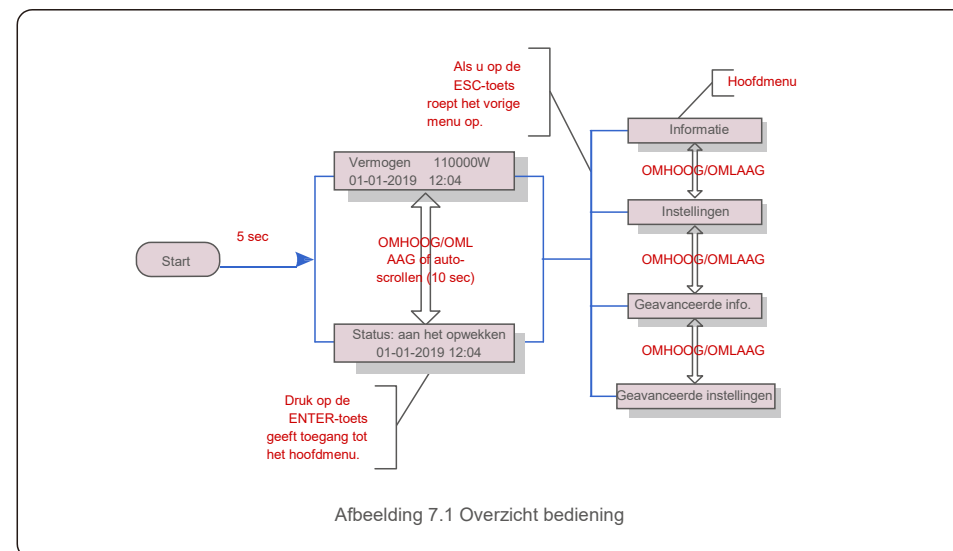 Als u op de
ESC-toets
roept het vorige
menu op.
Hoofdmenu
Informatie
OMHOOG/OMLAAG
Instellingen
OMHOOG/OMLAAG
Geavanceerde info.
OMHOOG/OMLAAG
Geavanceerde instellingen
Vermogen 110000W
01-01-2019 12:04
5 sec
Start
OMHOOG/OML
AAG of auto-
scrollen (10 sec)
Status: aan het opwekken
01-01-2019 12:04
Druk op de
ENTER-toets
geeft toegang tot
het hoofdmenu.
Afbeelding 7.1 Overzicht bediening